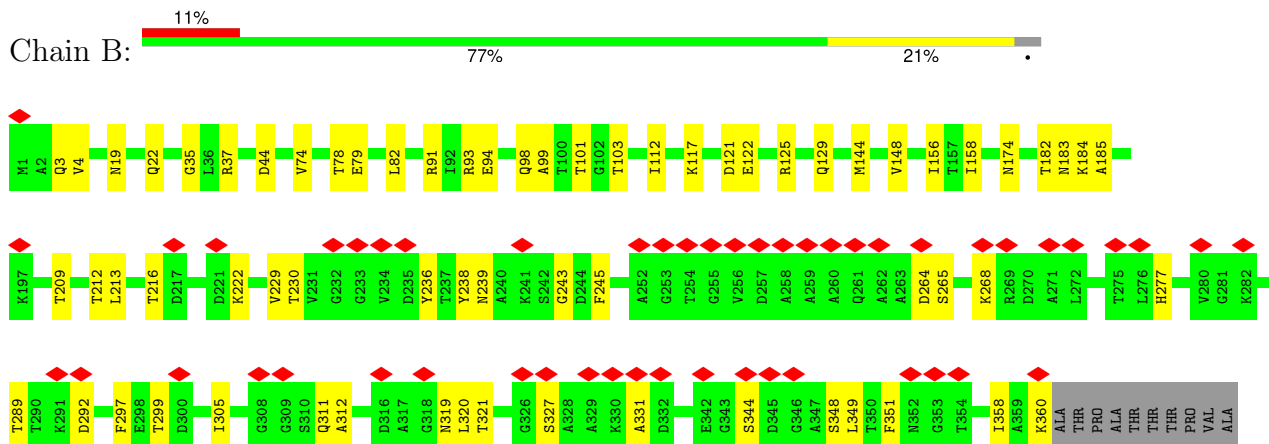 11%
Chain B:
77% 21% •
M1 A2 Q3 V4 N19 Q22 G35 L36 R37 D44 V74 T78 E79 L82 R91 I92 R93 E94 Q98 A99 T100 T101 G102 T103 I112 K117 D121 E122 R125 Q129 M144 V148 I156 T157 I158 N174 T182 N183 K184 A185
K197 T209 T212 L213 T216 D217 D221 K222 V229 T230 V231 G232 G233 V234 D235 Y236 T237 Y238 N239 A240 K241 S242 G243 D244 F245 A252 G253 T254 G255 V256 D257 A258 A259 A260 Q261 A262 A263 D264 S265 K268 R269 D270 A271 L272 T275 L276 H277 V280 G281 K282
T289 T290 K291 D292 F297 E298 T299 D300 I305 G308 G309 S310 Q311 A312 D316 A317 G318 N319 L320 T321 G326 S327 A328 A329 K330 A331 D332 E342 G343 S344 D345 G346 A347 S348 L349 T350 F351 N352 G353 T354 I358 A359 K360 ALA THR PRO ALA THR THR THR PRO VAL ALA